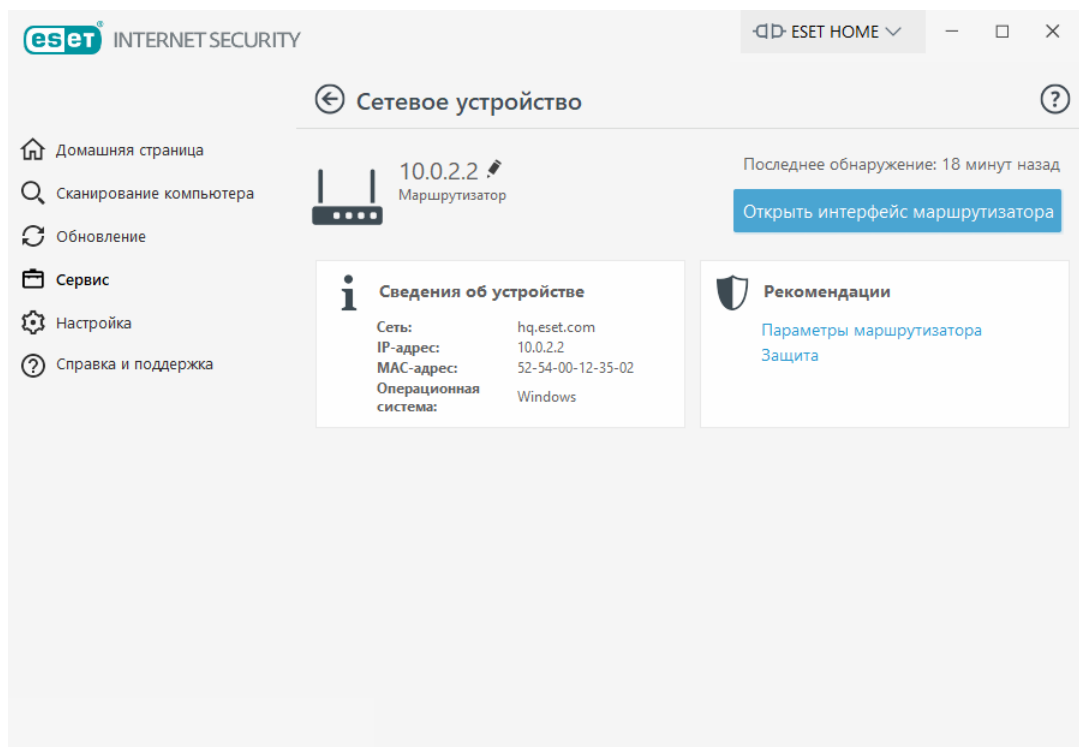 eset INTERNET SECURITY
ESET HOME
Сетевое устройство
Домашняя страница
Сканирование компьютера
Обновление
Сервис
Настройка
Справка и поддержка
10.0.2.2
Маршрутизатор
Последнее обнаружение: 18 минут назад
Открыть интерфейс маршрутизатора
Сведения об устройстве
Сеть: hq.eset.com
IP-адрес: 10.0.2.2
MAC-адрес: 52-54-00-12-35-02
Операционная система: Windows
Рекомендации
Параметры маршрутизатора
Защита